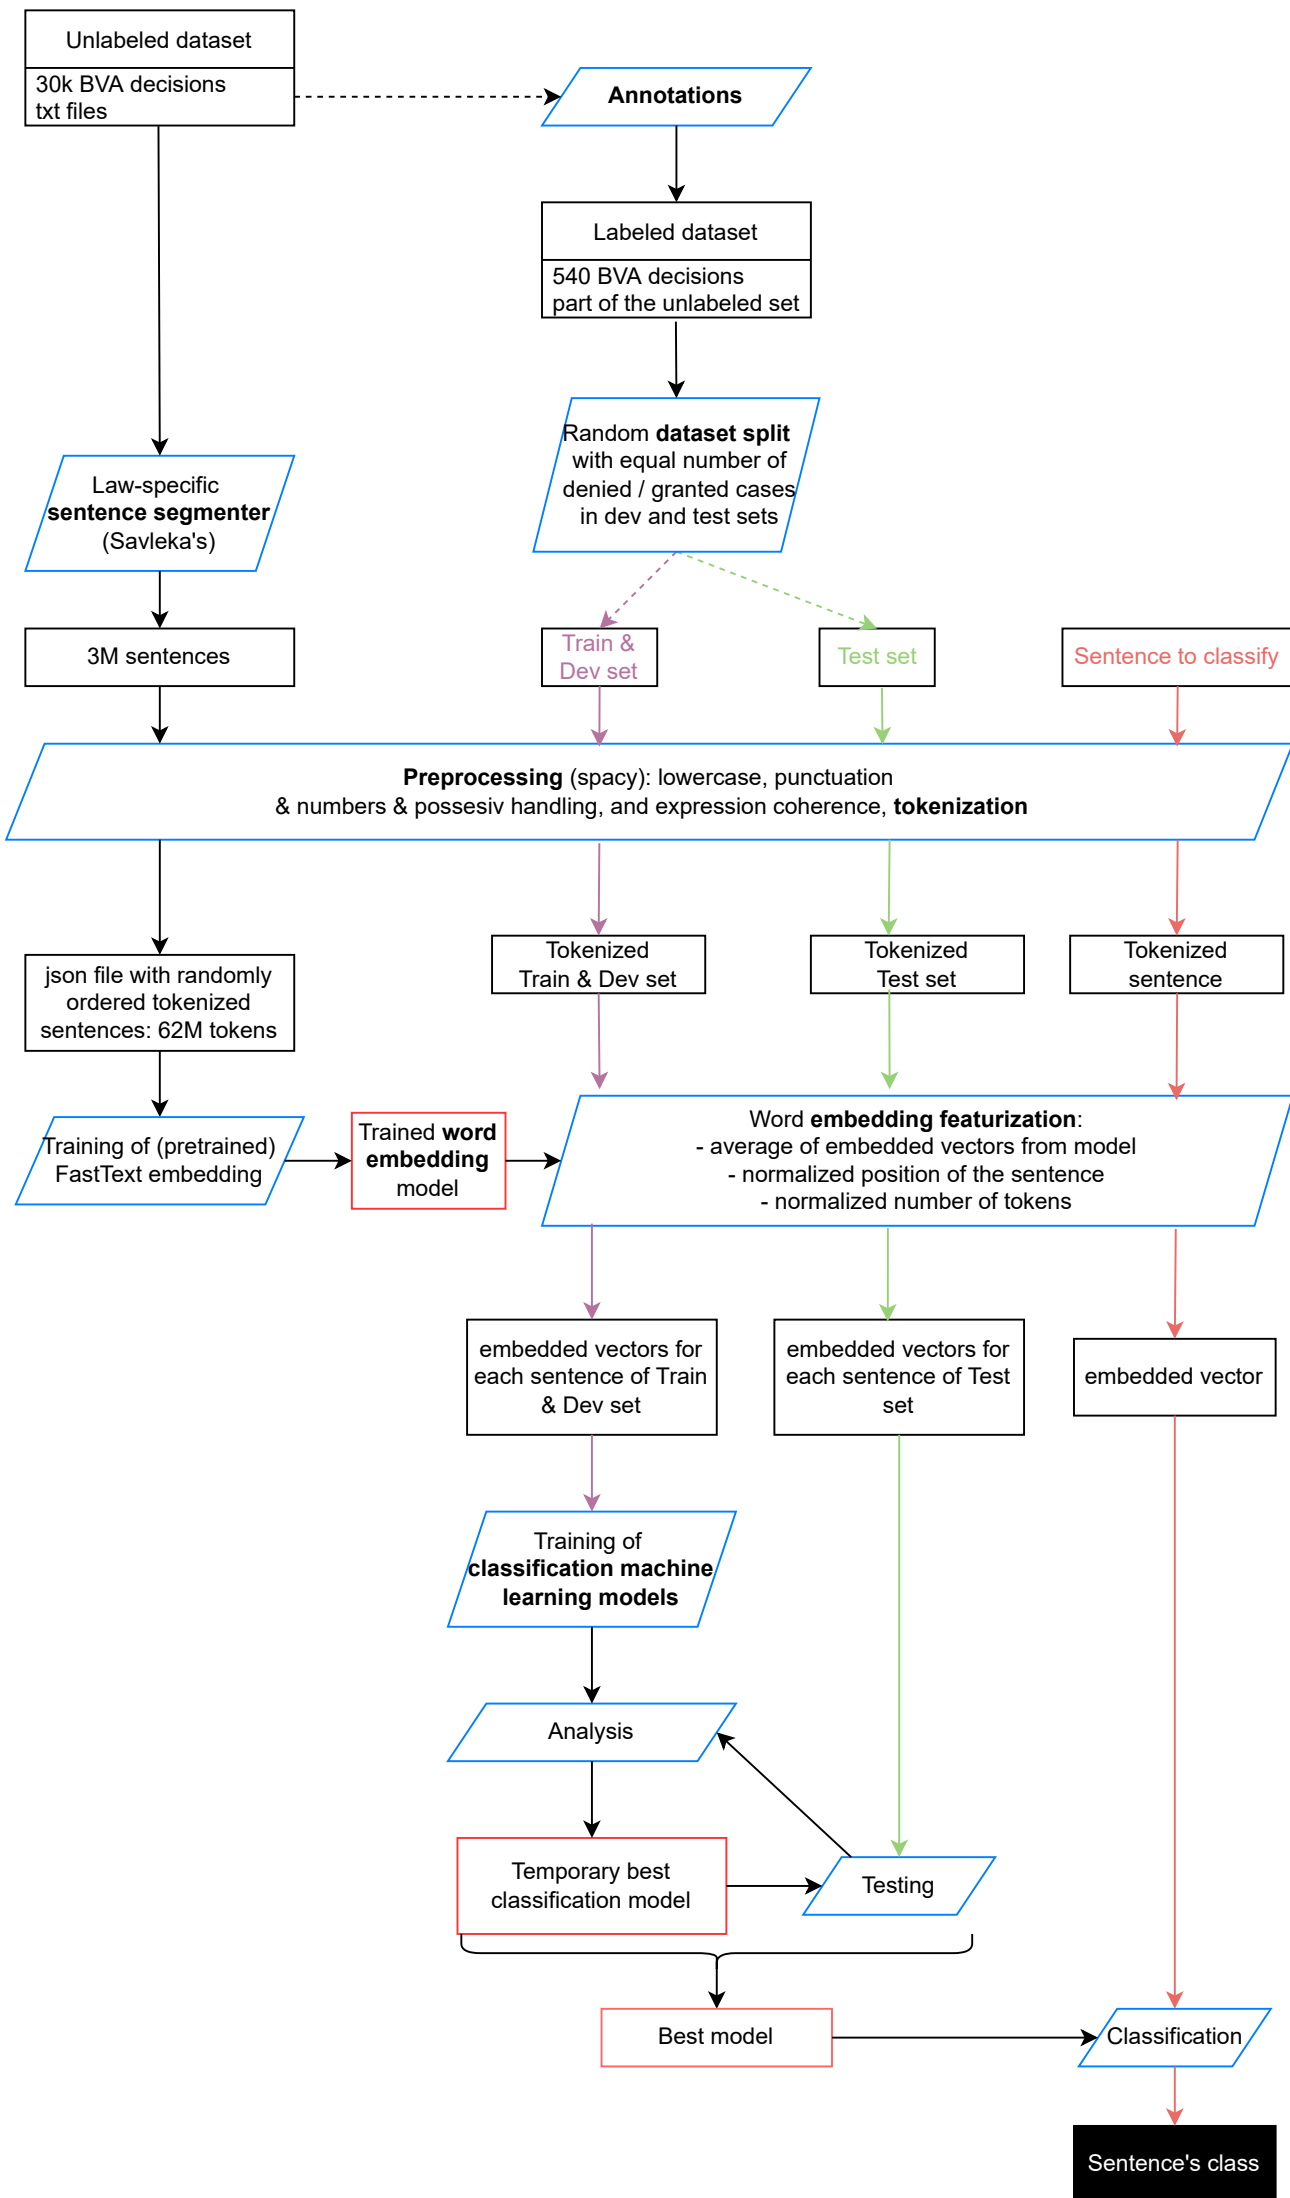 Unlabeled dataset
30k BVA decisions
txt files
Annotations
Labeled dataset
540 BVA decisions
part of the unlabeled set
Random dataset split
with equal number of
denied / granted cases
in dev and test sets
Law-specific
sentence segmenter
(Savleka's)
3M sentences
Train &
Dev set
Test set
Sentence to classify
Preprocessing (spacy): lowercase, punctuation
& numbers & possesiv handling, and expression coherence, tokenization
json file with randomly
ordered tokenized
sentences: 62M tokens
Tokenized
Train & Dev set
Tokenized
Test set
Tokenized
sentence
Training of (pretrained)
FastText embedding
Trained word
embedding
model
Word embedding featurization:
- average of embedded vectors from model
- normalized position of the sentence
- normalized number of tokens
embedded vectors for
each sentence of Train
& Dev set
embedded vectors for
each sentence of Test
set
embedded vector
Training of
classification machine
learning models
Analysis
Temporary best
classification model
Testing
Best model
Classification
Sentence's class